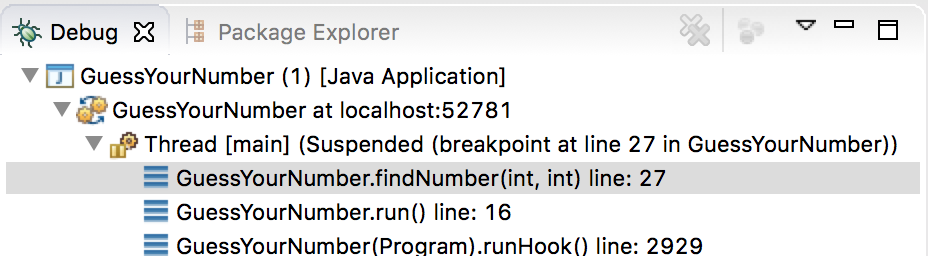 Debug Package Explorer
GuessYourNumber (1) [Java Application]
GuessYourNumber at localhost:52781
Thread [main] (Suspended (breakpoint at line 27 in GuessYourNumber))
GuessYourNumber.findNumber(int, int) line: 27
GuessYourNumber.run() line: 16
GuessYourNumber(Program).runHook() line: 2929